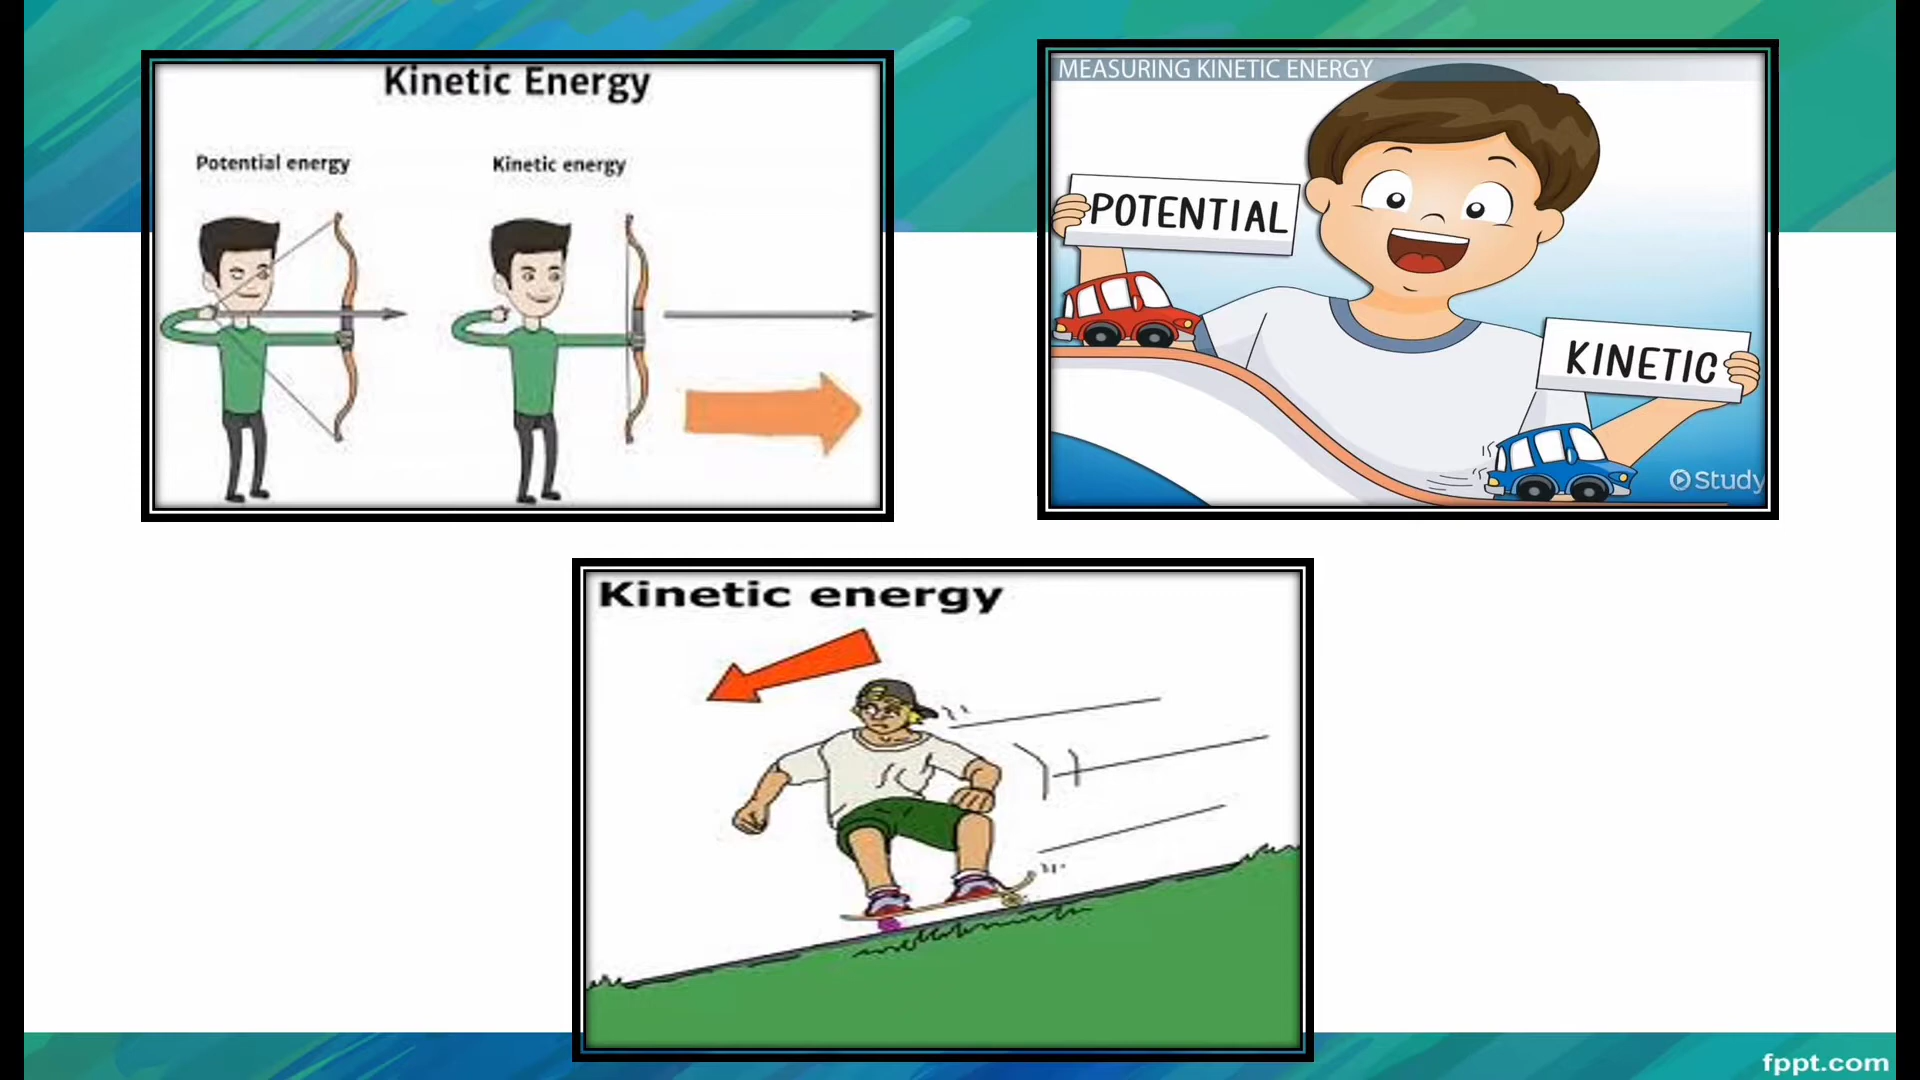 Kinetic Energy
Potential energy
Kinetic energy
MEASURING KINETIC ENERGY
POTENTIAL
KINETIC
Study
Kinetic energy
fppt.com